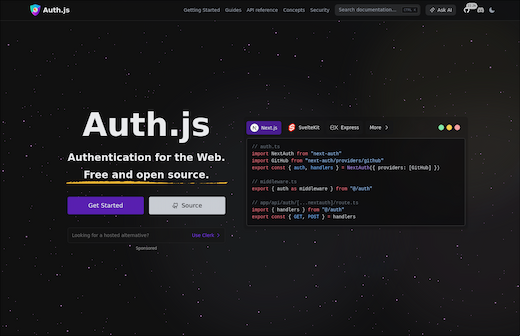 Auth.js
Getting Started Guides API reference Concepts Security
Search documentation...
Ask AI
Auth.js
Authentication for the Web.
Free and open source.
Get Started
Source
Looking for a hosted alternative? Use Clerk
Sponsored
Next.js SvelteKit Express More
// auth.ts
import NextAuth from "next-auth"
import GitHub from "next-auth/providers/github"
export const { auth, handlers } = NextAuth({ providers: [GitHub] })
// middleware.ts
export { auth as middleware } from "@/auth"
// app/api/auth/[...nextauth]/route.ts
import { handlers } from "@/auth"
export const { GET, POST } = handlers